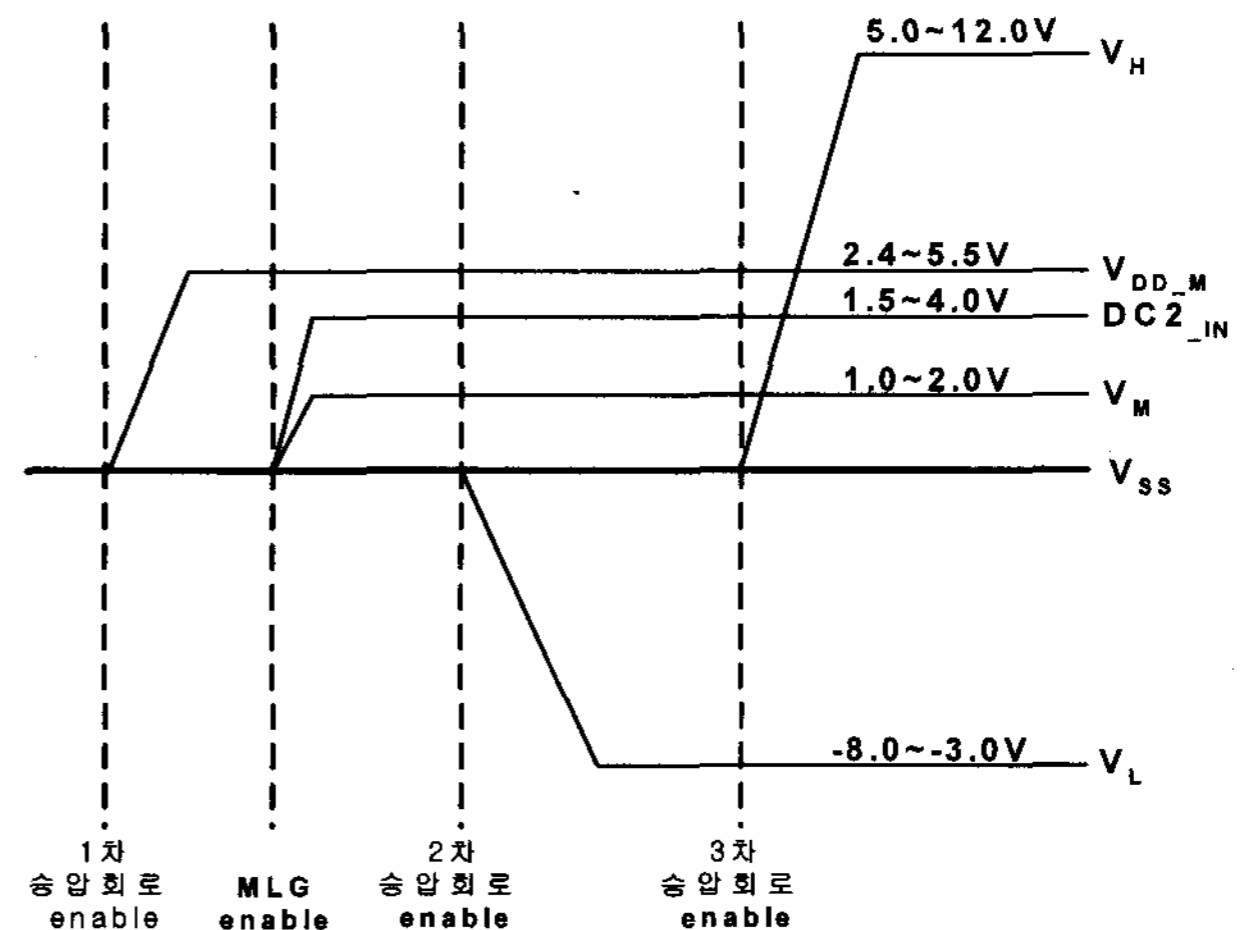 5.0~12.0V
V_H
2.4~5.5V
V_DD_M
1.5~4.0V
DC2_IN
1.0~2.0V
V_M
V_SS
-8.0~-3.0V
V_L
1차
승압회로
enable
MLG
enable
2차
승압회로
enable
3차
승압회로
enable